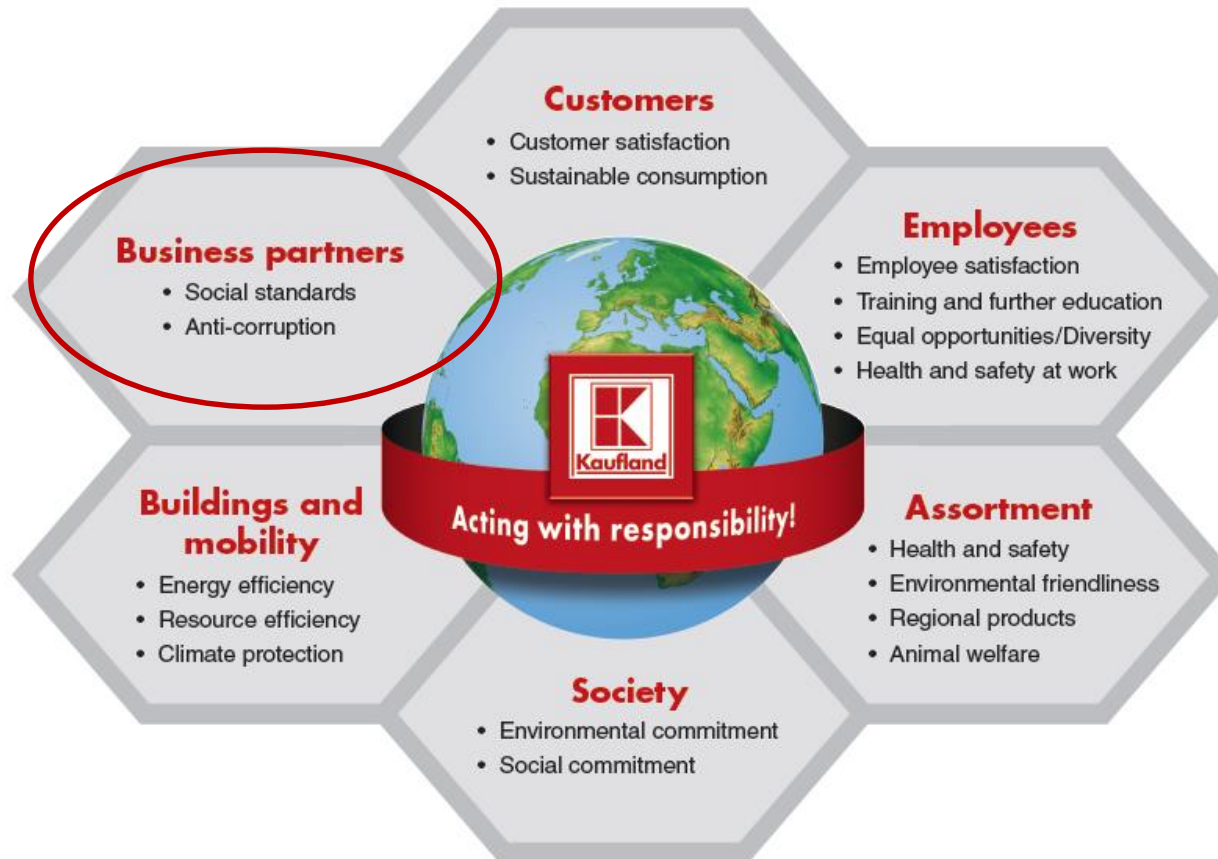 Customers
• Customer satisfaction
• Sustainable consumption
Business partners
• Social standards
• Anti-corruption
Employees
• Employee satisfaction
• Training and further education
• Equal opportunities/Diversity
• Health and safety at work
Kaufland
Acting with responsibility!
Buildings and
mobility
• Energy efficiency
• Resource efficiency
• Climate protection
Assortment
• Health and safety
• Environmental friendliness
• Regional products
• Animal welfare
Society
• Environmental commitment
• Social commitment